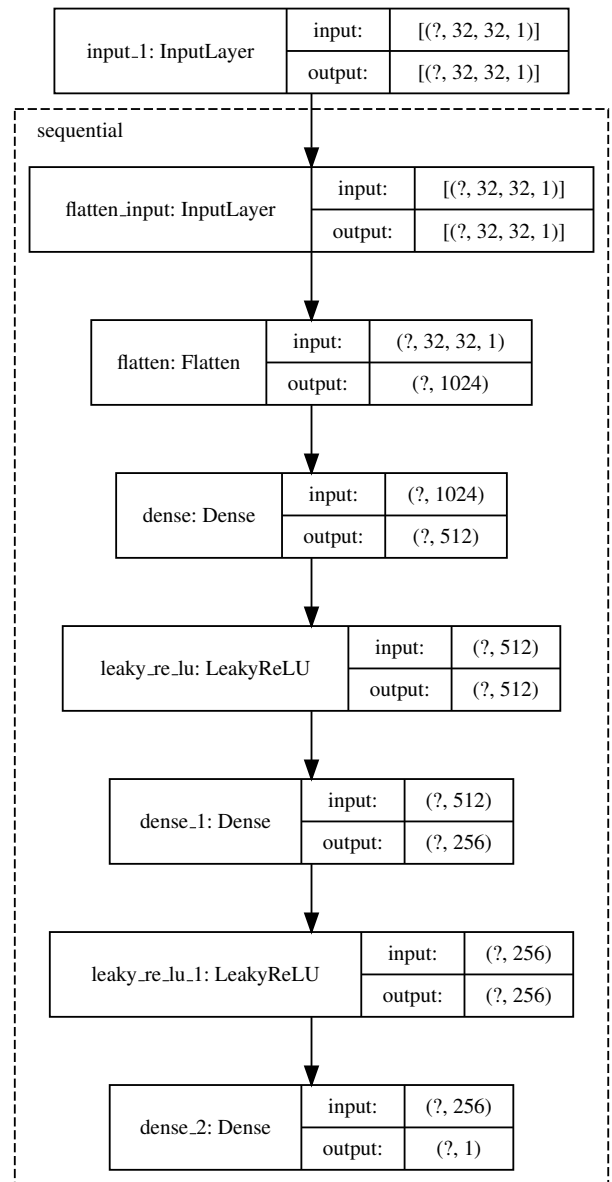 input_1: InputLayer
input: [(?, 32, 32, 1)]
output: [(?, 32, 32, 1)]
sequential
flatten_input: InputLayer
input: [(?, 32, 32, 1)]
output: [(?, 32, 32, 1)]
flatten: Flatten
input: (?, 32, 32, 1)
output: (?, 1024)
dense: Dense
input: (?, 1024)
output: (?, 512)
leaky_re_lu: LeakyReLU
input: (?, 512)
output: (?, 512)
dense_1: Dense
input: (?, 512)
output: (?, 256)
leaky_re_lu_1: LeakyReLU
input: (?, 256)
output: (?, 256)
dense_2: Dense
input: (?, 256)
output: (?, 1)